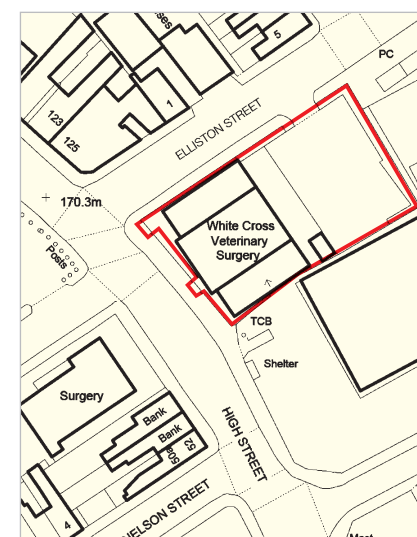 ses
5
PC
123
125
1
ELLISTON STREET
170.3m
Posts
White Cross
Veterinary
Surgery
TCB
Shelter
Surgery
Bank
Bank
50a
52
HIGH STREET
4
NELSON STREET